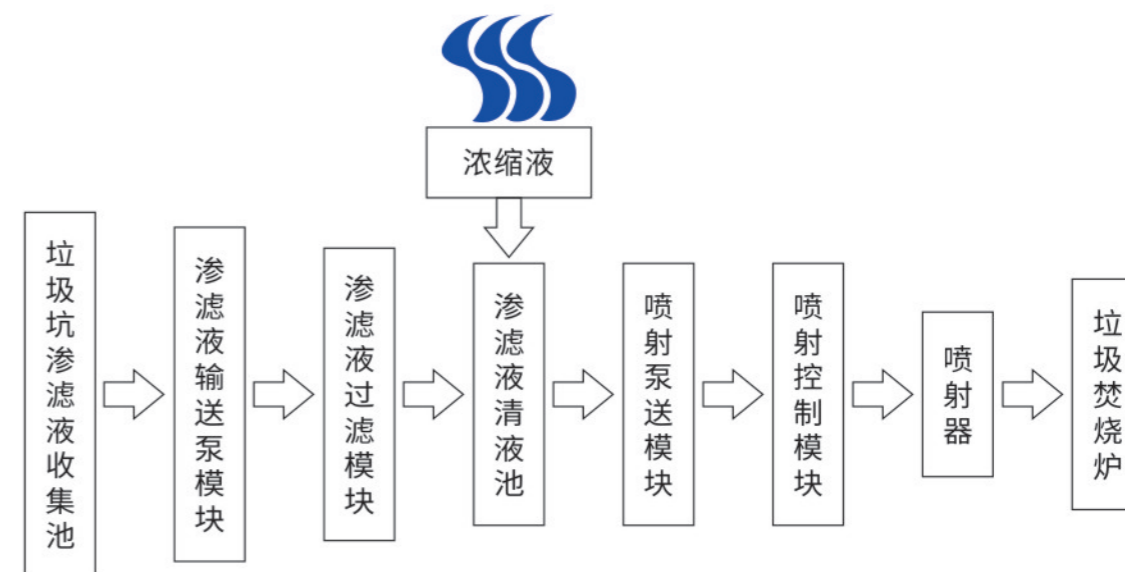 浓缩液
垃圾坑渗滤液收集池
渗滤液输送泵模块
渗滤液过滤模块
渗滤液清液池
喷射泵送模块
喷射控制模块
喷射器
垃圾焚烧炉